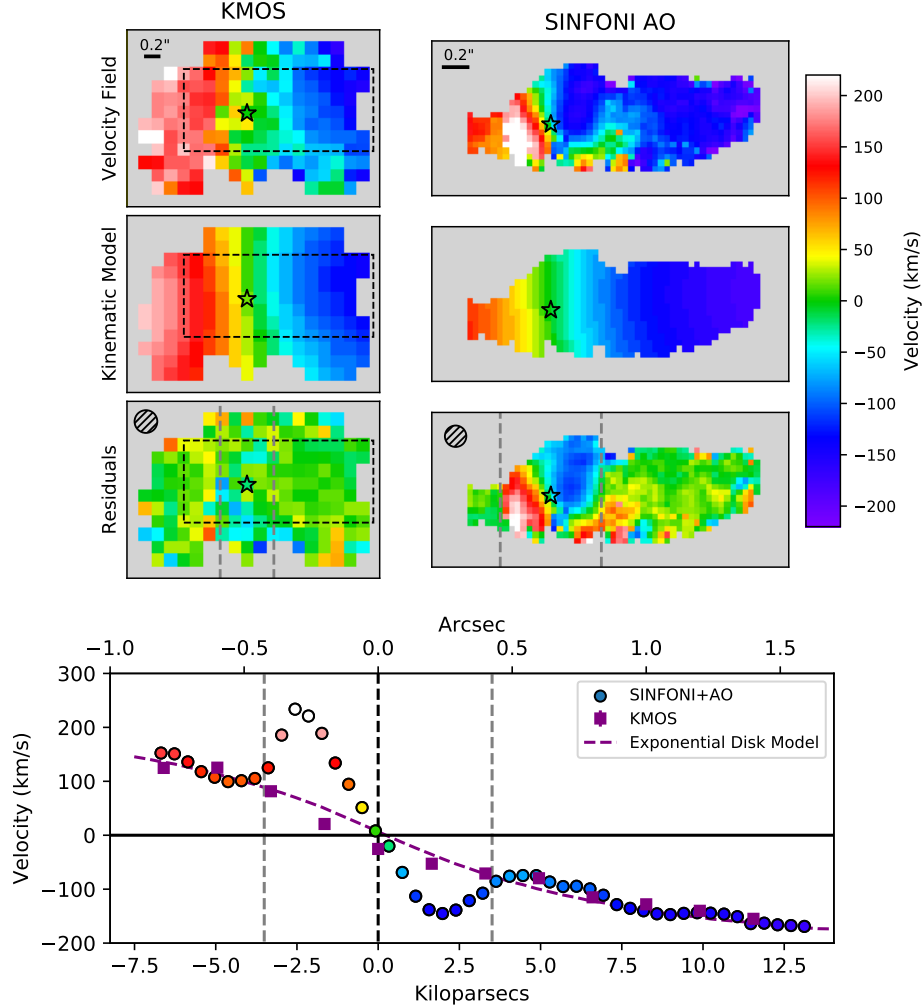 KMOS
SINFONI AO
0.2"
0.2"
Velocity Field
Kinematic Model
Residuals
200
150
100
50
0
−50
−100
−150
−200
Velocity (km/s)
Arcsec
−1.0 −0.5 0.0 0.5 1.0 1.5
300
200
100
0
−100
−200
Velocity (km/s)
SINFONI+AO
KMOS
Exponential Disk Model
−7.5 −5.0 −2.5 0.0 2.5 5.0 7.5 10.0 12.5
Kiloparsecs